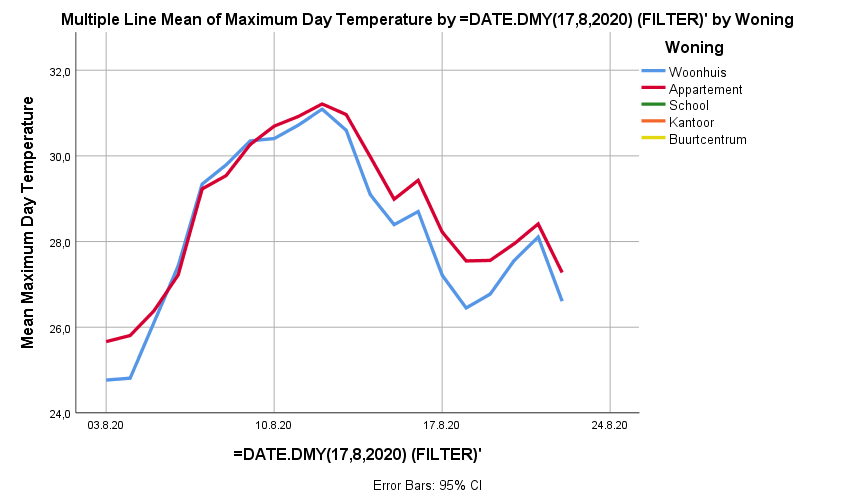 Multiple Line Mean of Maximum Day Temperature by =DATE.DMY(17,8,2020) (FILTER)' by Woning
Woning
Woonhuis
Appartement
School
Kantoor
Buurtcentrum
Mean Maximum Day Temperature
32,0
30,0
28,0
26,0
24,0
03.8.20 10.8.20 17.8.20 24.8.20
=DATE.DMY(17,8,2020) (FILTER)'
Error Bars: 95% CI